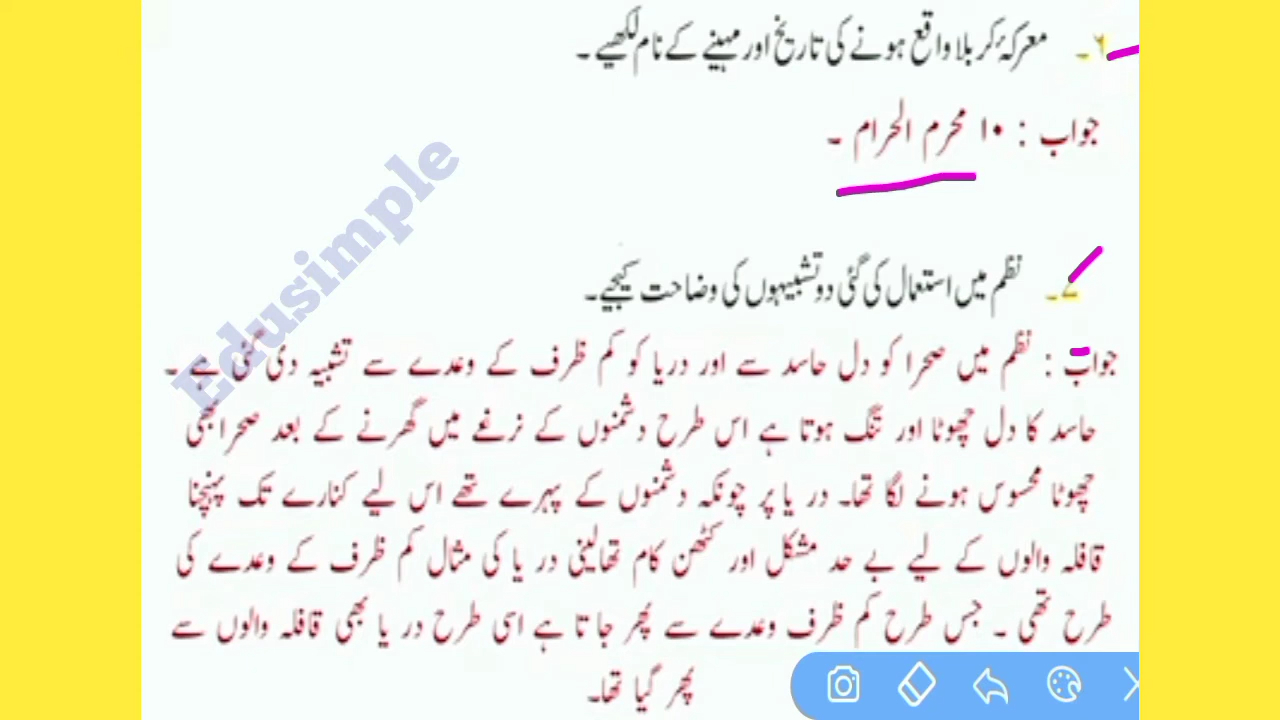 ۶۔ معرکۂ کربلا واقع ہونے کی تاریخ اور مہینے کے نام لکھیے۔
جواب : ۱۰ محرم الحرام ۔
۷۔ نظم میں استعمال کی گئی دو تشبیہوں کی وضاحت کیجیے۔
جواب : نظم میں صحرا کو دل حاسد سے اور دریا کو کم ظرف کے وعدے سے تشبیہ دی گئی ہے ۔
حاسد کا دل چھوٹا اور تنگ ہوتا ہے اس طرح دشمنوں کے نرغے میں گھرنے کے بعد صحرا بھی
چھوٹا محسوس ہونے لگا تھا۔ دریا پر چونکہ دشمنوں کے پہرے تھے اس لیے کنارے تک پہنچنا
قافلہ والوں کے لیے بے حد مشکل اور کٹھن کام تھا لیٰنی دریا کی مثال کم ظرف کے وعدے کی
طرح تھی ۔ جس طرح کم ظرف وعدے سے پھر جاتا ہے اسی طرح دریا بھی قافلہ والوں سے
پھر گیا تھا۔
Edusimple